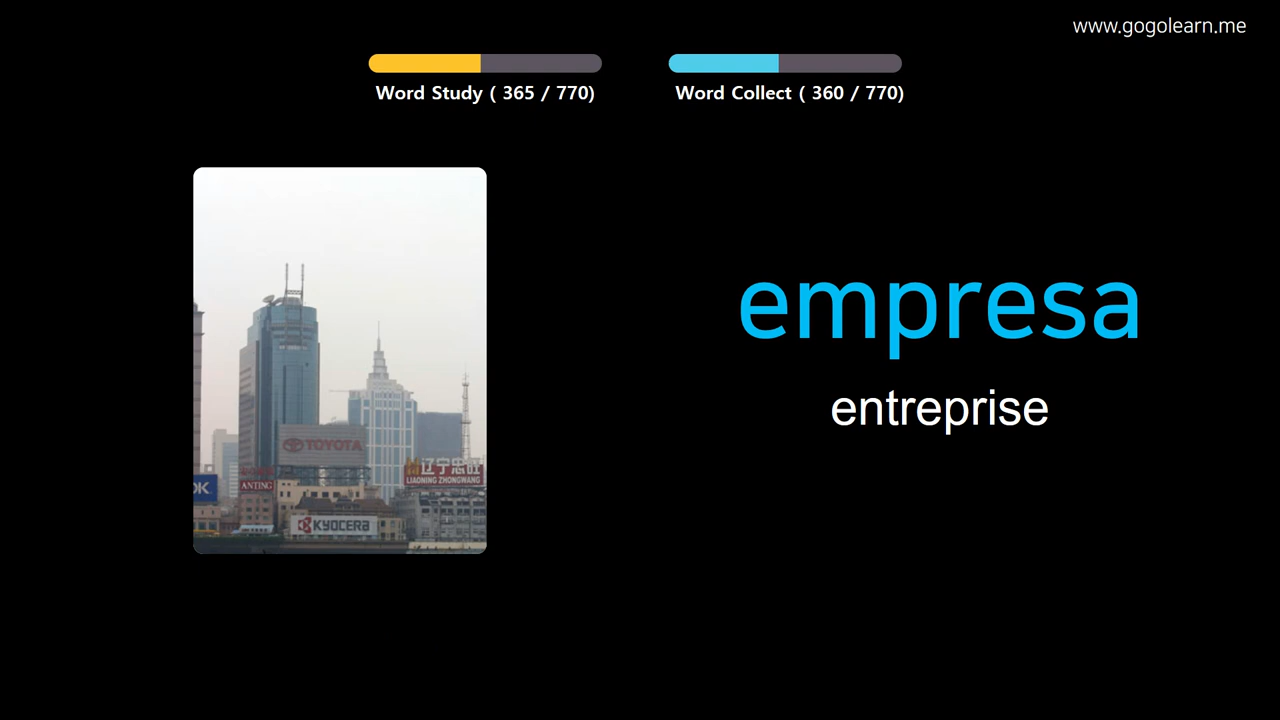 www.gogolearn.me
Word Study ( 365 / 770)
Word Collect ( 360 / 770)
empresa
entreprise
TOYOTA
辽宁忠旺
LIAONING ZHONGWANG
OK
ANTING
KYOCERA